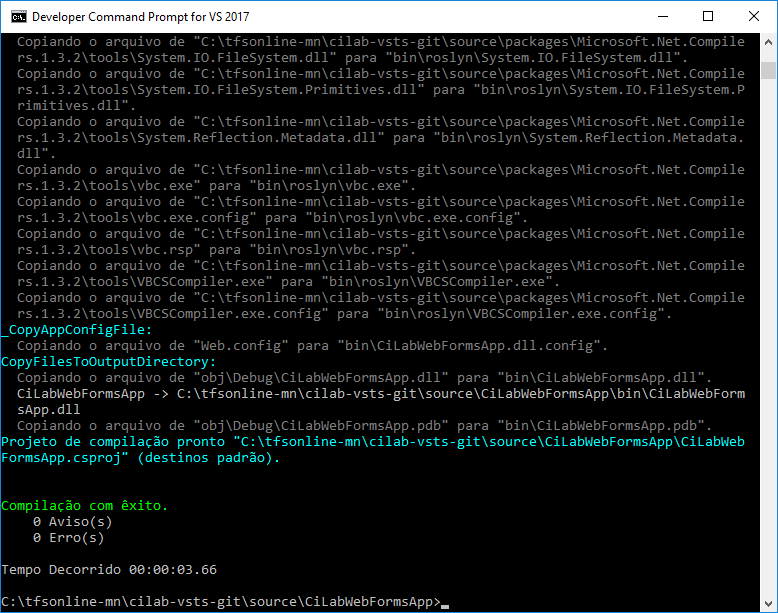 Developer Command Prompt for VS 2017
Copiando o arquivo de "C:\tfsonline-mn\cilab-vsts-git\source\packages\Microsoft.Net.Compile
rs.1.3.2\tools\System.IO.FileSystem.dll" para "bin\roslyn\System.IO.FileSystem.dll".
Copiando o arquivo de "C:\tfsonline-mn\cilab-vsts-git\source\packages\Microsoft.Net.Compile
rs.1.3.2\tools\System.IO.FileSystem.Primitives.dll" para "bin\roslyn\System.IO.FileSystem.P
rimitives.dll".
Copiando o arquivo de "C:\tfsonline-mn\cilab-vsts-git\source\packages\Microsoft.Net.Compile
rs.1.3.2\tools\System.Reflection.Metadata.dll" para "bin\roslyn\System.Reflection.Metadata.
dll".
Copiando o arquivo de "C:\tfsonline-mn\cilab-vsts-git\source\packages\Microsoft.Net.Compile
rs.1.3.2\tools\vbc.exe" para "bin\roslyn\vbc.exe".
Copiando o arquivo de "C:\tfsonline-mn\cilab-vsts-git\source\packages\Microsoft.Net.Compile
rs.1.3.2\tools\vbc.exe.config" para "bin\roslyn\vbc.exe.config".
Copiando o arquivo de "C:\tfsonline-mn\cilab-vsts-git\source\packages\Microsoft.Net.Compile
rs.1.3.2\tools\vbc.rsp" para "bin\roslyn\vbc.rsp".
Copiando o arquivo de "C:\tfsonline-mn\cilab-vsts-git\source\packages\Microsoft.Net.Compile
rs.1.3.2\tools\VBCSCompiler.exe" para "bin\roslyn\VBCSCompiler.exe".
Copiando o arquivo de "C:\tfsonline-mn\cilab-vsts-git\source\packages\Microsoft.Net.Compile
rs.1.3.2\tools\VBCSCompiler.exe.config" para "bin\roslyn\VBCSCompiler.exe.config".
_CopyAppConfigFile:
Copiando o arquivo de "Web.config" para "bin\CiLabWebFormsApp.dll.config".
CopyFilesToOutputDirectory:
Copiando o arquivo de "obj\Debug\CiLabWebFormsApp.dll" para "bin\CiLabWebFormsApp.dll".
CiLabWebFormsApp -> C:\tfsonline-mn\cilab-vsts-git\source\CiLabWebFormsApp\bin\CiLabWebForm
sApp.dll
Copiando o arquivo de "obj\Debug\CiLabWebFormsApp.pdb" para "bin\CiLabWebFormsApp.pdb".
Projeto de compilação pronto "C:\tfsonline-mn\cilab-vsts-git\source\CiLabWebFormsApp\CiLabWeb
FormsApp.csproj" (destinos padrão).
Compilação com êxito.
0 Aviso(s)
0 Erro(s)
Tempo Decorrido 00:00:03.66
C:\tfsonline-mn\cilab-vsts-git\source\CiLabWebFormsApp>